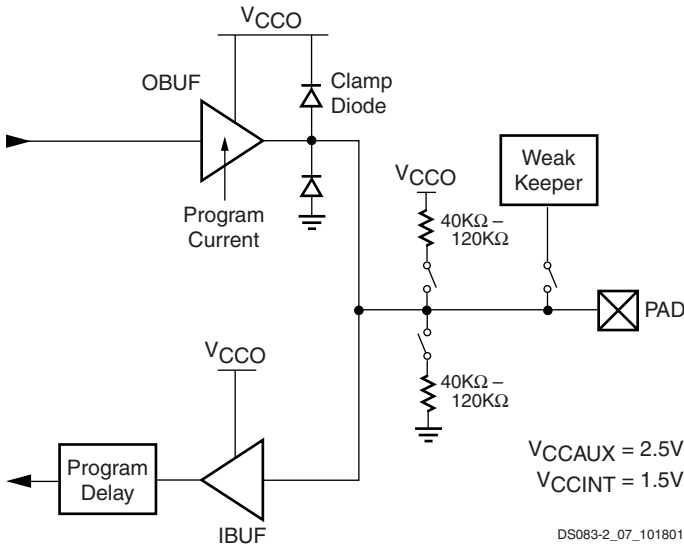 VCCO
OBUF
Clamp
Diode
Program
Current
VCCO
40KΩ –
120KΩ
Weak
Keeper
PAD
40KΩ –
120KΩ
VCCO
Program
Delay
IBUF
VCCAUX = 2.5V
VCCINT = 1.5V
DS083-2_07_101801